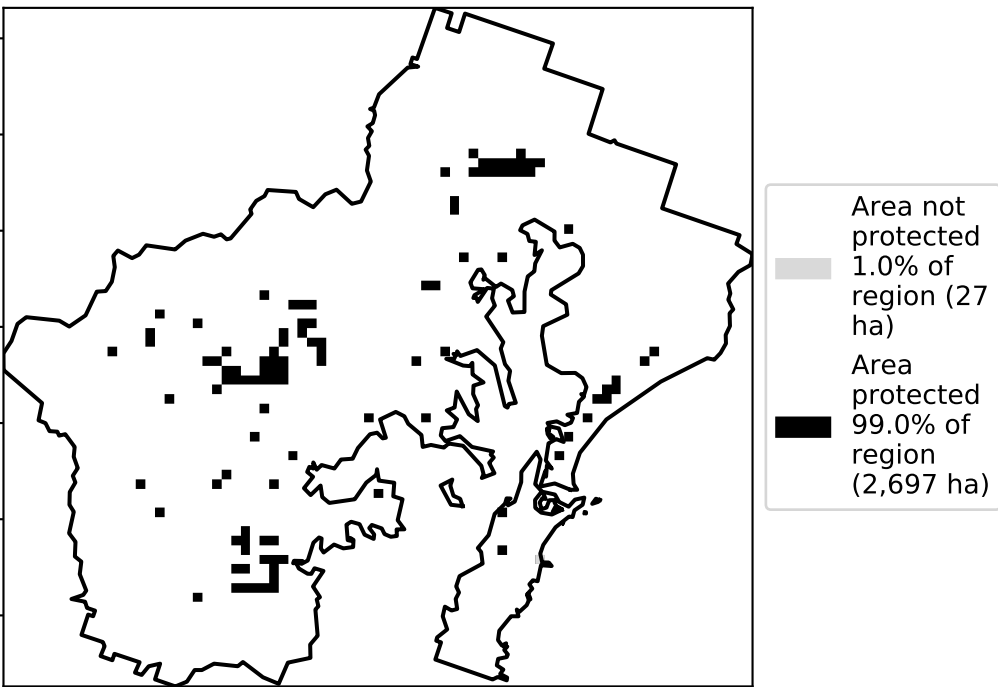 Area not
protected
1.0% of
region (27
ha)
Area
protected
99.0% of
region
(2,697 ha)